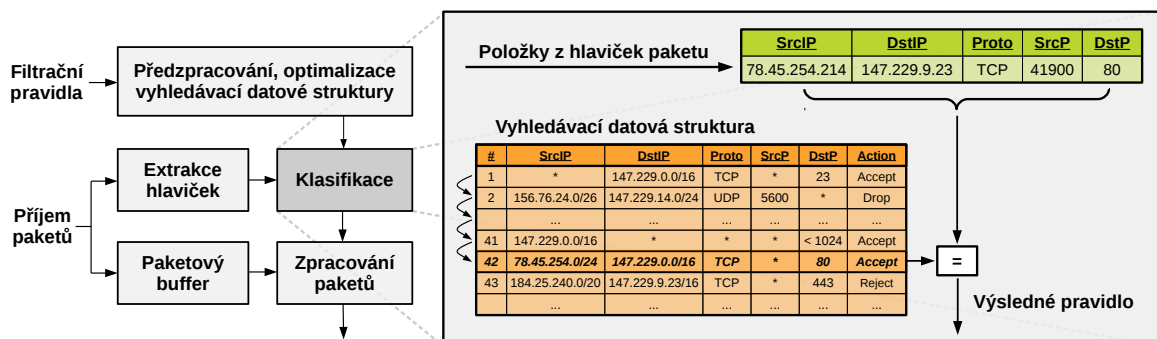 Filtrační
pravidla
Předzpracování, optimalizace
vyhledávací datové struktury
Příjem
paketů
Extrakce
hlaviček
Klasifikace
Paketový
buffer
Zpracování
paketů
Položky z hlaviček paketu
SrcIP DstIP Proto SrcP DstP
78.45.254.214 147.229.9.23 TCP 41900 80
Vyhledávací datová struktura
# SrcIP DstIP Proto SrcP DstP Action
1 * 147.229.0.0/16 TCP * 23 Accept
2 156.76.24.0/26 147.229.14.0/24 UDP 5600 * Drop
... ... ... ... ... ...
41 147.229.0.0/16 * * * < 1024 Accept
42 78.45.254.0/24 147.229.0.0/16 TCP * 80 Accept
43 184.25.240.0/20 147.229.9.23/16 TCP * 443 Reject
... ... ... ... ... ...
=
Výsledné pravidlo